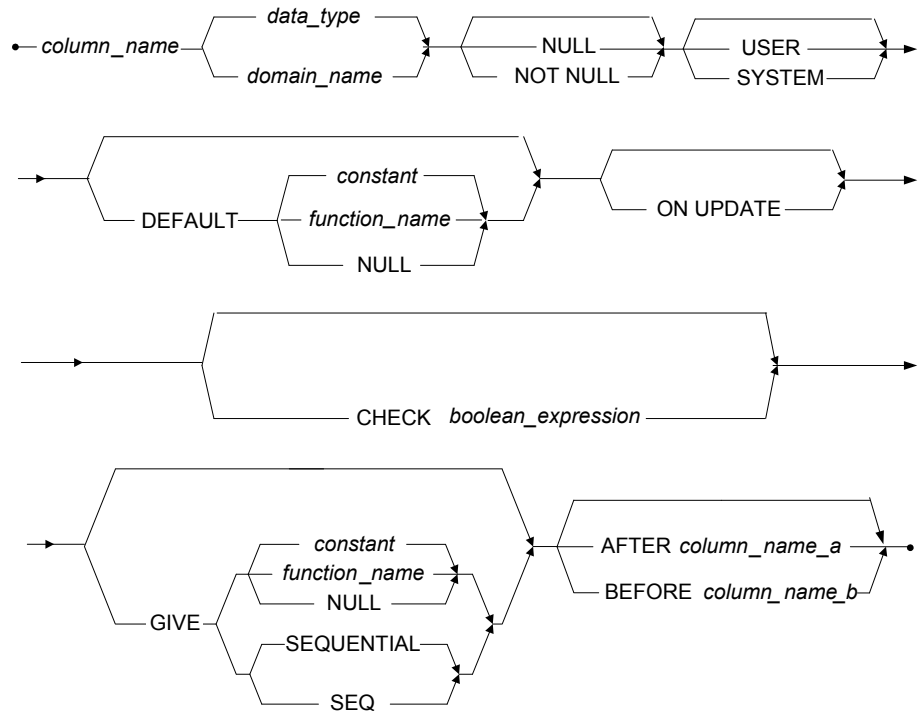 data_type
column_name
domain_name
NULL
NOT NULL
USER
SYSTEM
DEFAULT
constant
function_name
NULL
ON UPDATE
CHECK boolean_expression
GIVE
constant
function_name
NULL
SEQUENTIAL
SEQ
AFTER column_name_a
BEFORE column_name_b